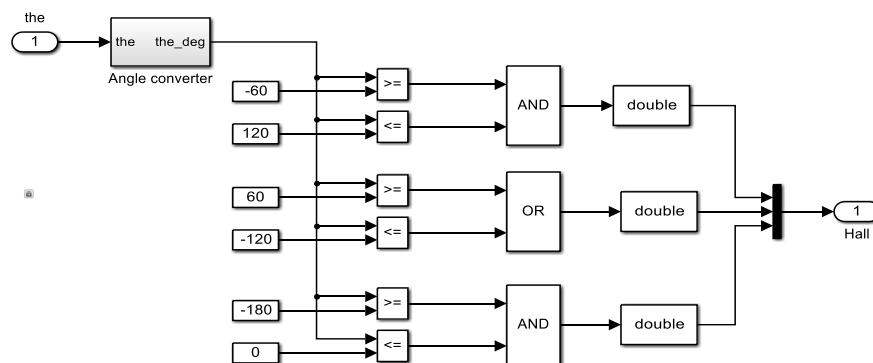 the
1
the the_deg
Angle converter
-60
>=
120
<=
AND
double
60
>=
-120
<=
OR
double
1
Hall
-180
>=
0
<=
AND
double